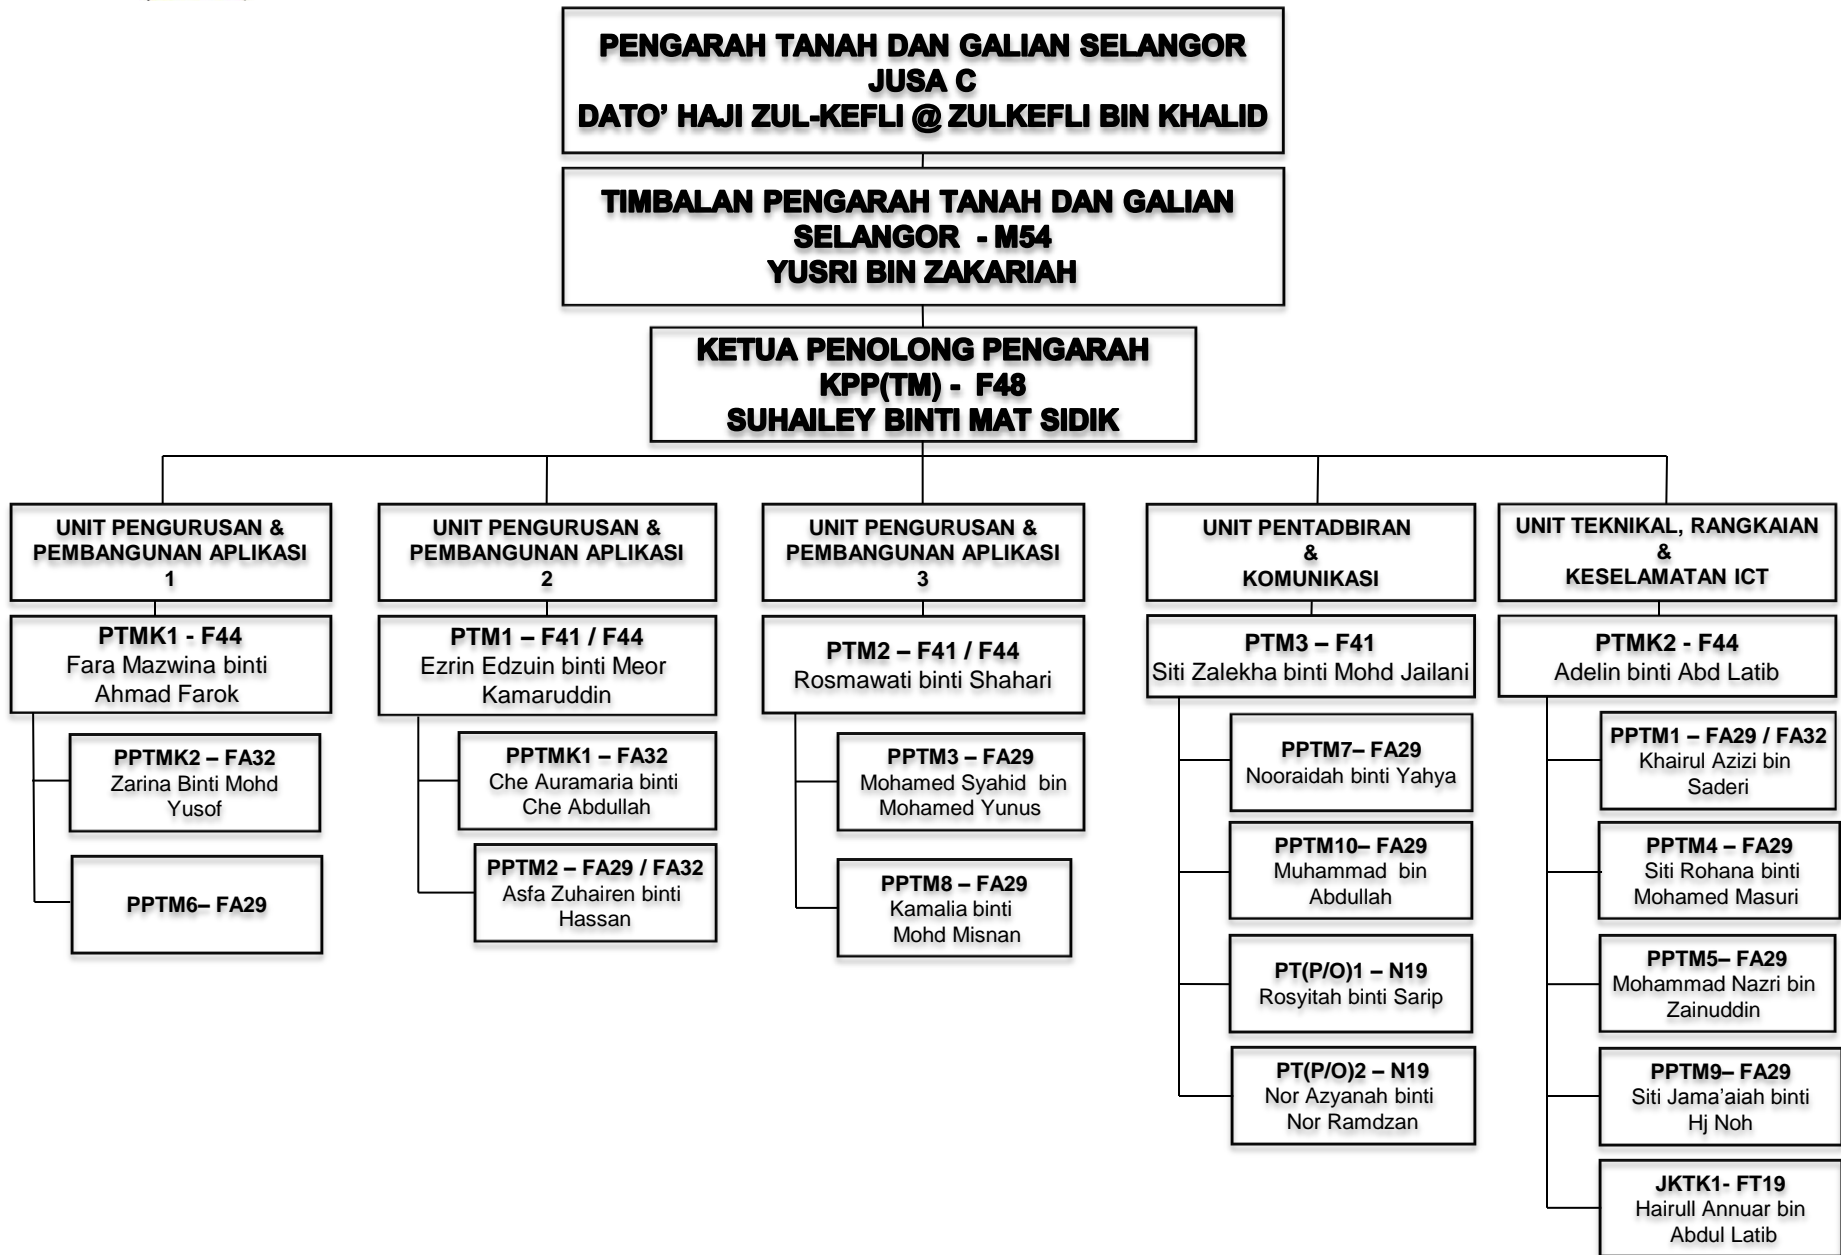 PENGARAH TANAH DAN GALIAN SELANGOR
JUSA C
DATO’ HAJI ZUL-KEFLI @ ZULKEFLI BIN KHALID
TIMBALAN PENGARAH TANAH DAN GALIAN
SELANGOR - M54
YUSRI BIN ZAKARIAH
KETUA PENOLONG PENGARAH
KPP(TM) - F48
SUHAILEY BINTI MAT SIDIK
UNIT PENGURUSAN &
PEMBANGUNAN APLIKASI
1
PTMK1 - F44
Fara Mazwina binti
Ahmad Farok
PPTMK2 – FA32
Zarina Binti Mohd
Yusof
PPTM6– FA29
UNIT PENGURUSAN &
PEMBANGUNAN APLIKASI
2
PTM1 – F41 / F44
Ezrin Edzuin binti Meor
Kamaruddin
PPTMK1 – FA32
Che Auramaria binti
Che Abdullah
PPTM2 – FA29 / FA32
Asfa Zuhairen binti
Hassan
UNIT PENGURUSAN &
PEMBANGUNAN APLIKASI
3
PTM2 – F41 / F44
Rosmawati binti Shahari
PPTM3 – FA29
Mohamed Syahid bin
Mohamed Yunus
PPTM8 – FA29
Kamalia binti
Mohd Misnan
UNIT PENTADBIRAN
&
KOMUNIKASI
PTM3 – F41
Siti Zalekha binti Mohd Jailani
PPTM7– FA29
Nooraidah binti Yahya
PPTM10– FA29
Muhammad bin
Abdullah
PT(P/O)1 – N19
Rosyitah binti Sarip
PT(P/O)2 – N19
Nor Azyanah binti
Nor Ramdzan
UNIT TEKNIKAL, RANGKAIAN
&
KESELAMATAN ICT
PTMK2 - F44
Adelin binti Abd Latib
PPTM1 – FA29 / FA32
Khairul Azizi bin
Saderi
PPTM4 – FA29
Siti Rohana binti
Mohamed Masuri
PPTM5– FA29
Mohammad Nazri bin
Zainuddin
PPTM9– FA29
Siti Jama’aiah binti
Hj Noh
JKTK1- FT19
Hairull Annuar bin
Abdul Latib